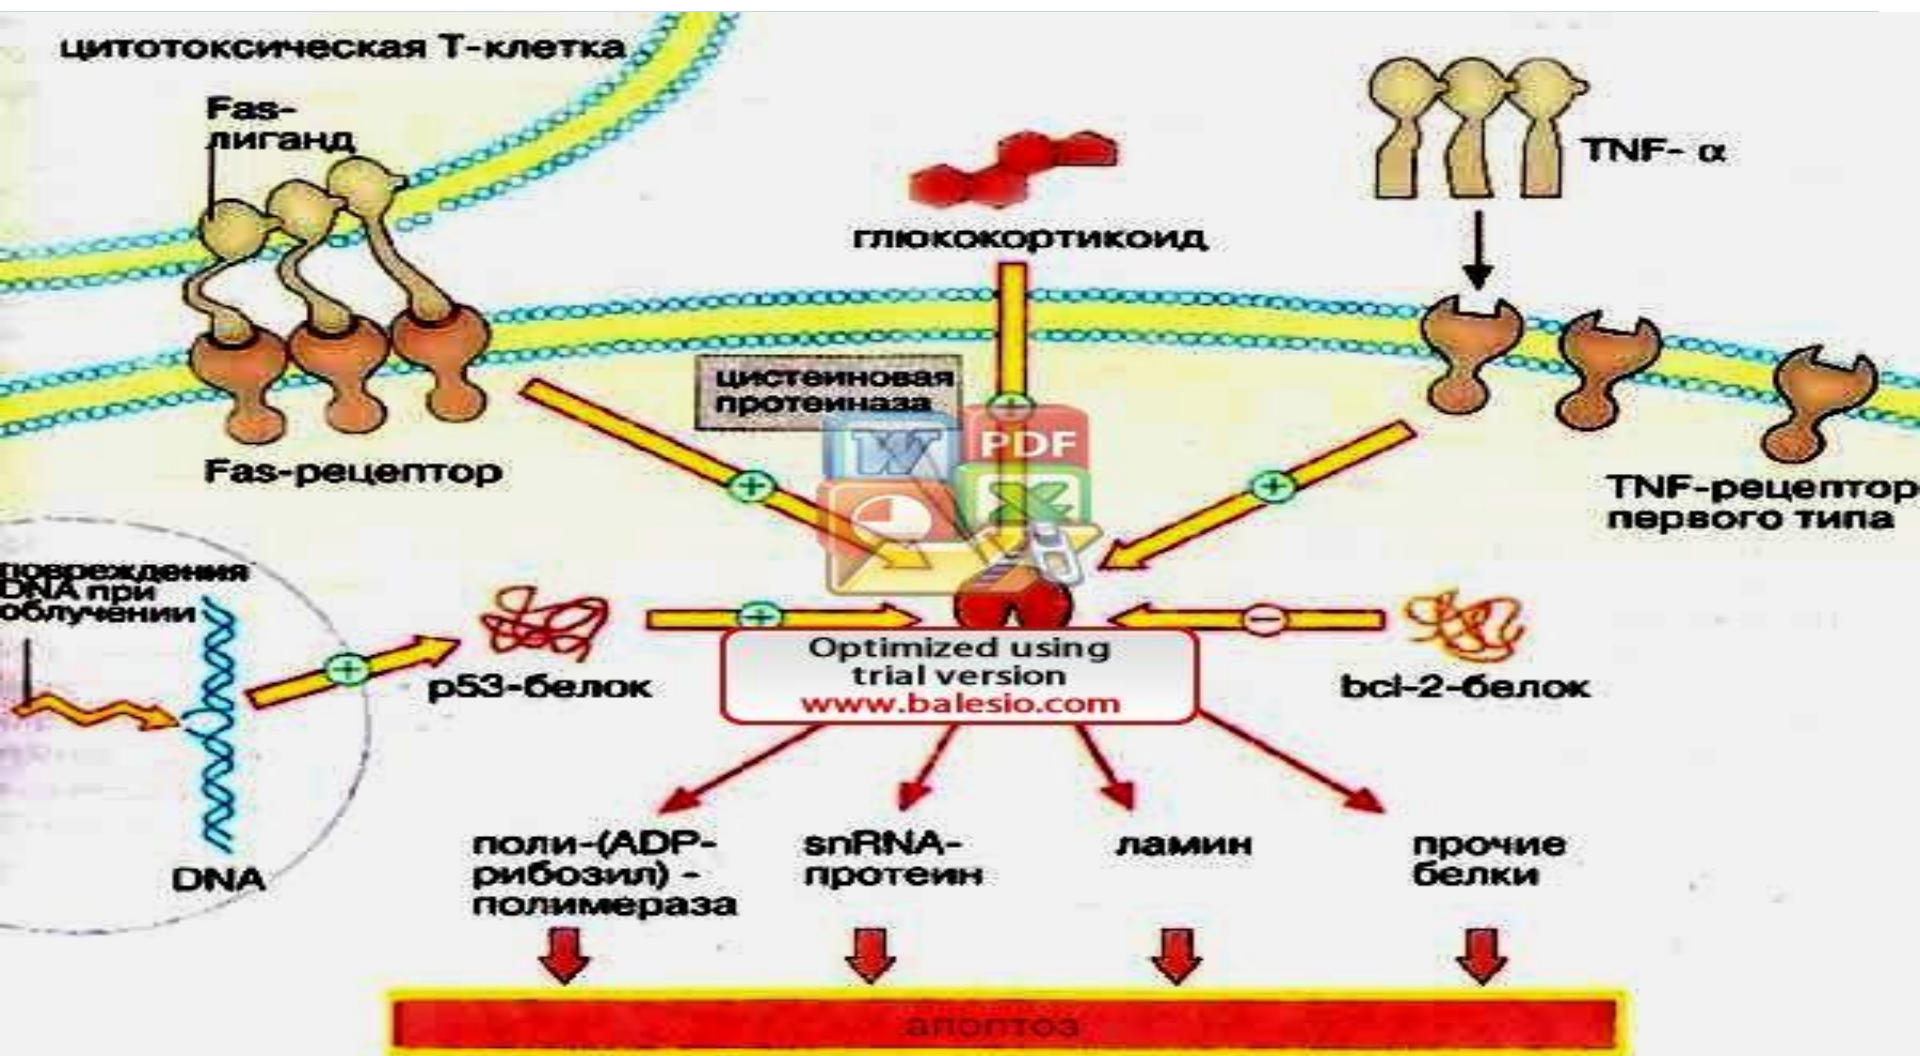 цитотоксическая Т-клетка
Fas-
лиганд
TNF- α
глюкокортикоид
цистеиновая
протеиназа
W
PDF
X
Fas-рецептор
TNF-рецептор
первого типа
повреждения
DNA при
облучении
p53-белок
bcl-2-белок
Optimized using
trial version
www.balesio.com
DNA
поли-(ADP-
рибозил) -
полимераза
snRNA-
протеин
ламин
прочие
белки
апоптоз